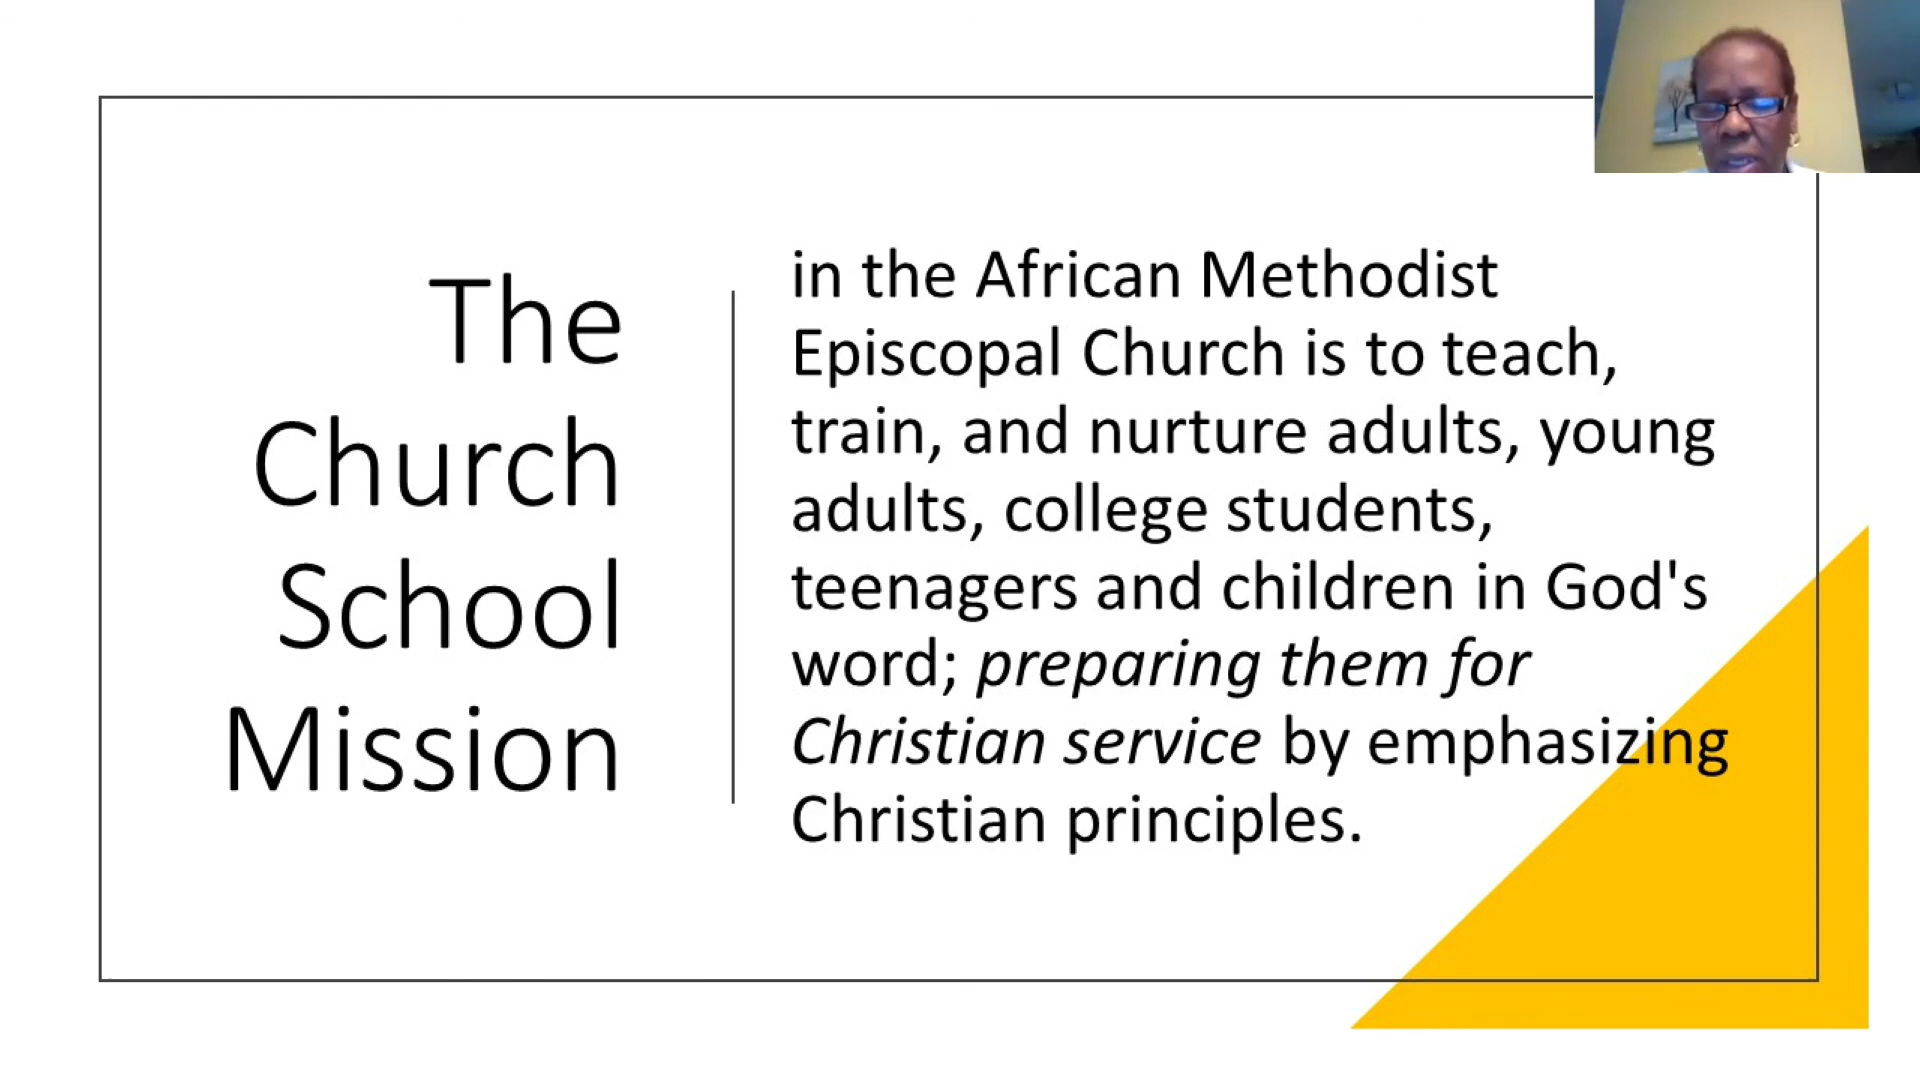 The
Church
School
Mission
in the African Methodist
Episcopal Church is to teach,
train, and nurture adults, young
adults, college students,
teenagers and children in God's
word; preparing them for
Christian service by emphasizing
Christian principles.